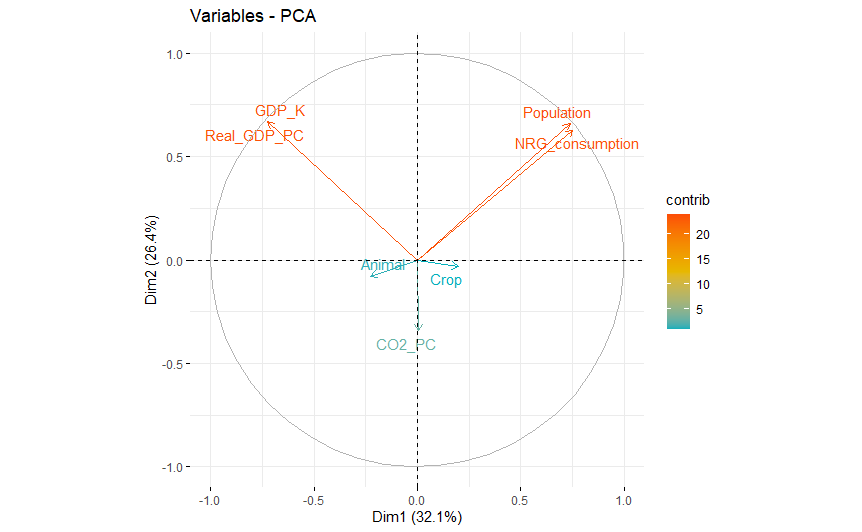 Variables - PCA
1.0
GDP_K
Population
Real_GDP_PC
NRG_consumption
0.5
contrib
20
15
10
5
Dim2 (26.4%)
0.0
Animal
Crop
CO2_PC
-0.5
-1.0
-1.0
-0.5
0.0
0.5
1.0
Dim1 (32.1%)